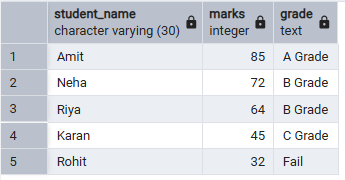 student_name marks grade
character varying (30) integer text
1 Amit 85 A Grade
2 Neha 72 B Grade
3 Riya 64 B Grade
4 Karan 45 C Grade
5 Rohit 32 Fail